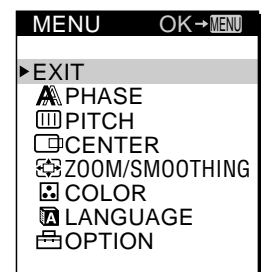 MENU OK→MENU
▶EXIT
PHASE
PITCH
CENTER
ZOOM/SMOOTHING
COLOR
LANGUAGE
OPTION